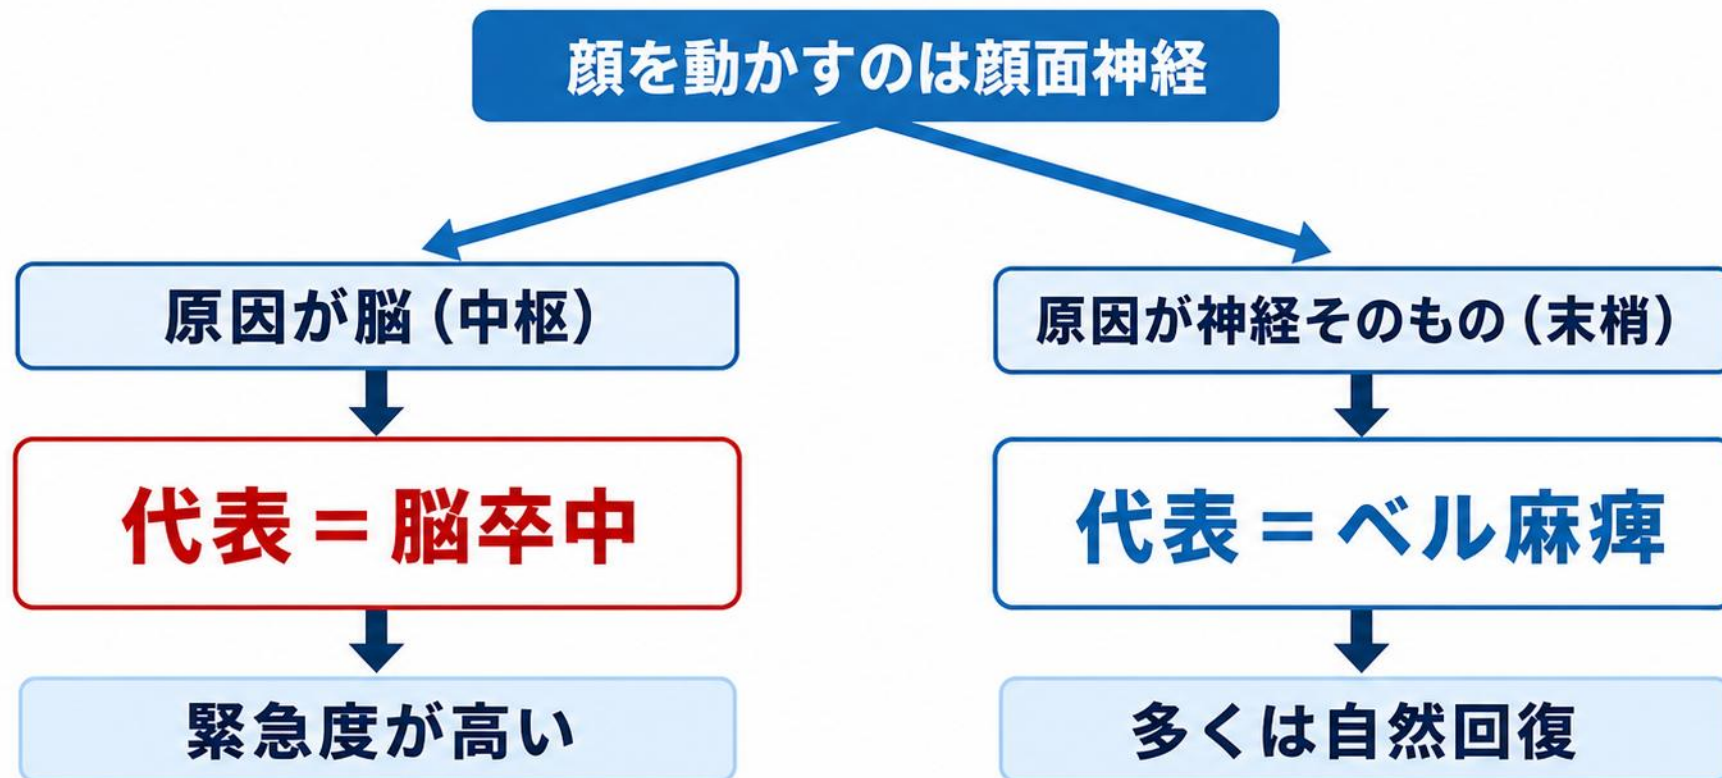 顔を動かすのは顔面神経
原因が脳（中枢）
原因が神経そのもの（末梢）
代表＝脳卒中
代表＝ベル麻痺
緊急度が高い
多くは自然回復